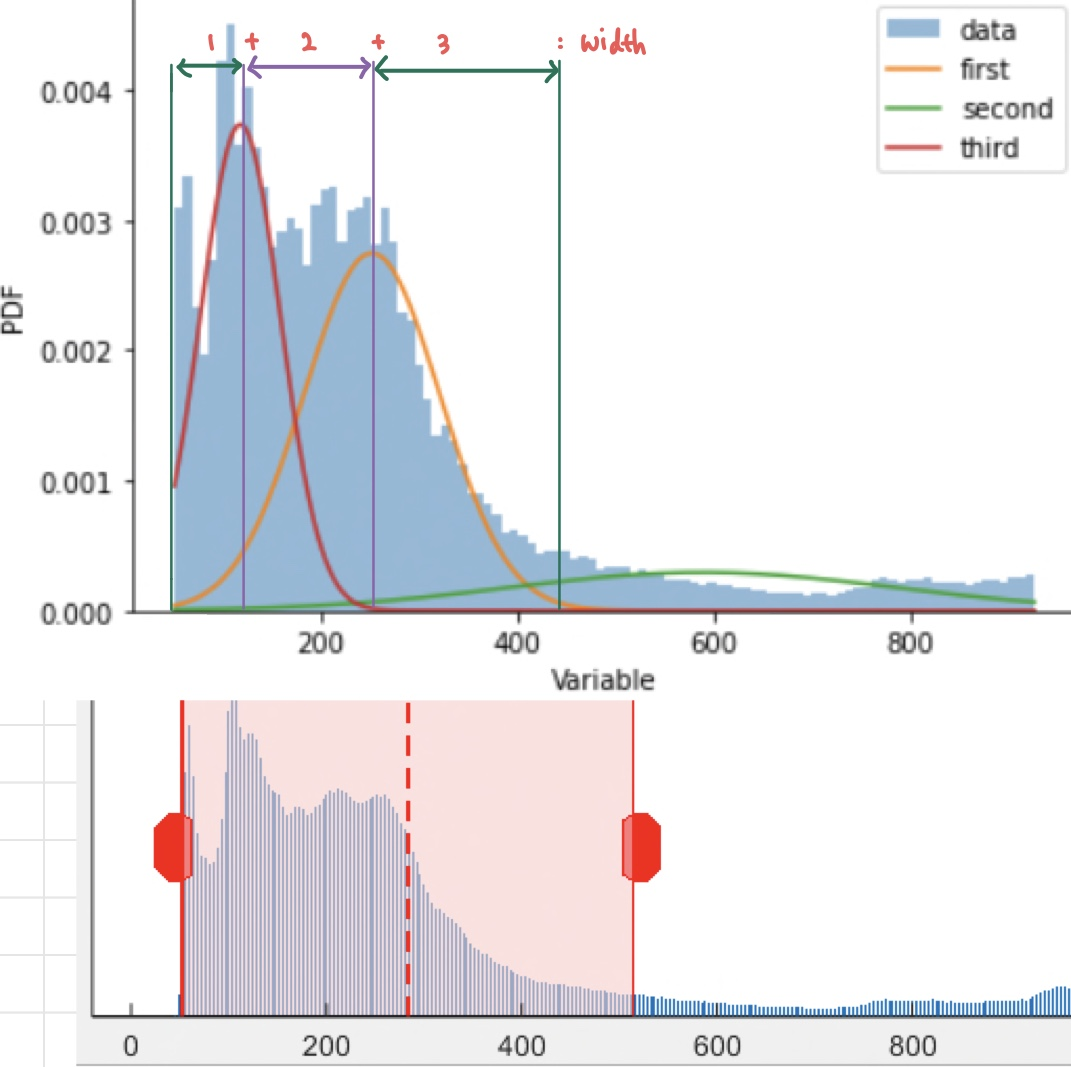 1 + 2 + 3 : width
data
first
second
third
0.004
0.003
0.002
0.001
0.000
PDF
200 400 600 800
Variable
0 200 400 600 800